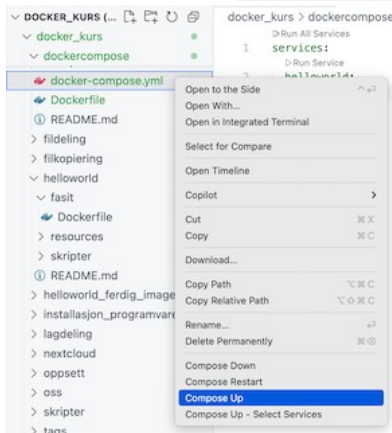 DOCKER_KURS (...
docker_kurs
dockercompose
docker-compose.yml
Dockerfile
README.md
fildeling
filkopiering
helloworld
fasit
Dockerfile
resources
skripter
README.md
helloworld_ferdig_image
installasjon_programvare
lagdeling
nextcloud
oppsett
oss
skripter
tags
docker_kurs > dockercompose
Run All Services
1 services:
Run Service
2 helloworld:
Open to the Side ^⏎
Open With...
Open in Integrated Terminal
Select for Compare
Open Timeline
Copilot
Cut ⌘X
Copy ⌘C
Download...
Copy Path ⌥⌘C
Copy Relative Path ⌥⇧⌘C
Rename... ⏎
Delete Permanently ⌘⌫
Compose Down
Compose Restart
Compose Up
Compose Up - Select Services